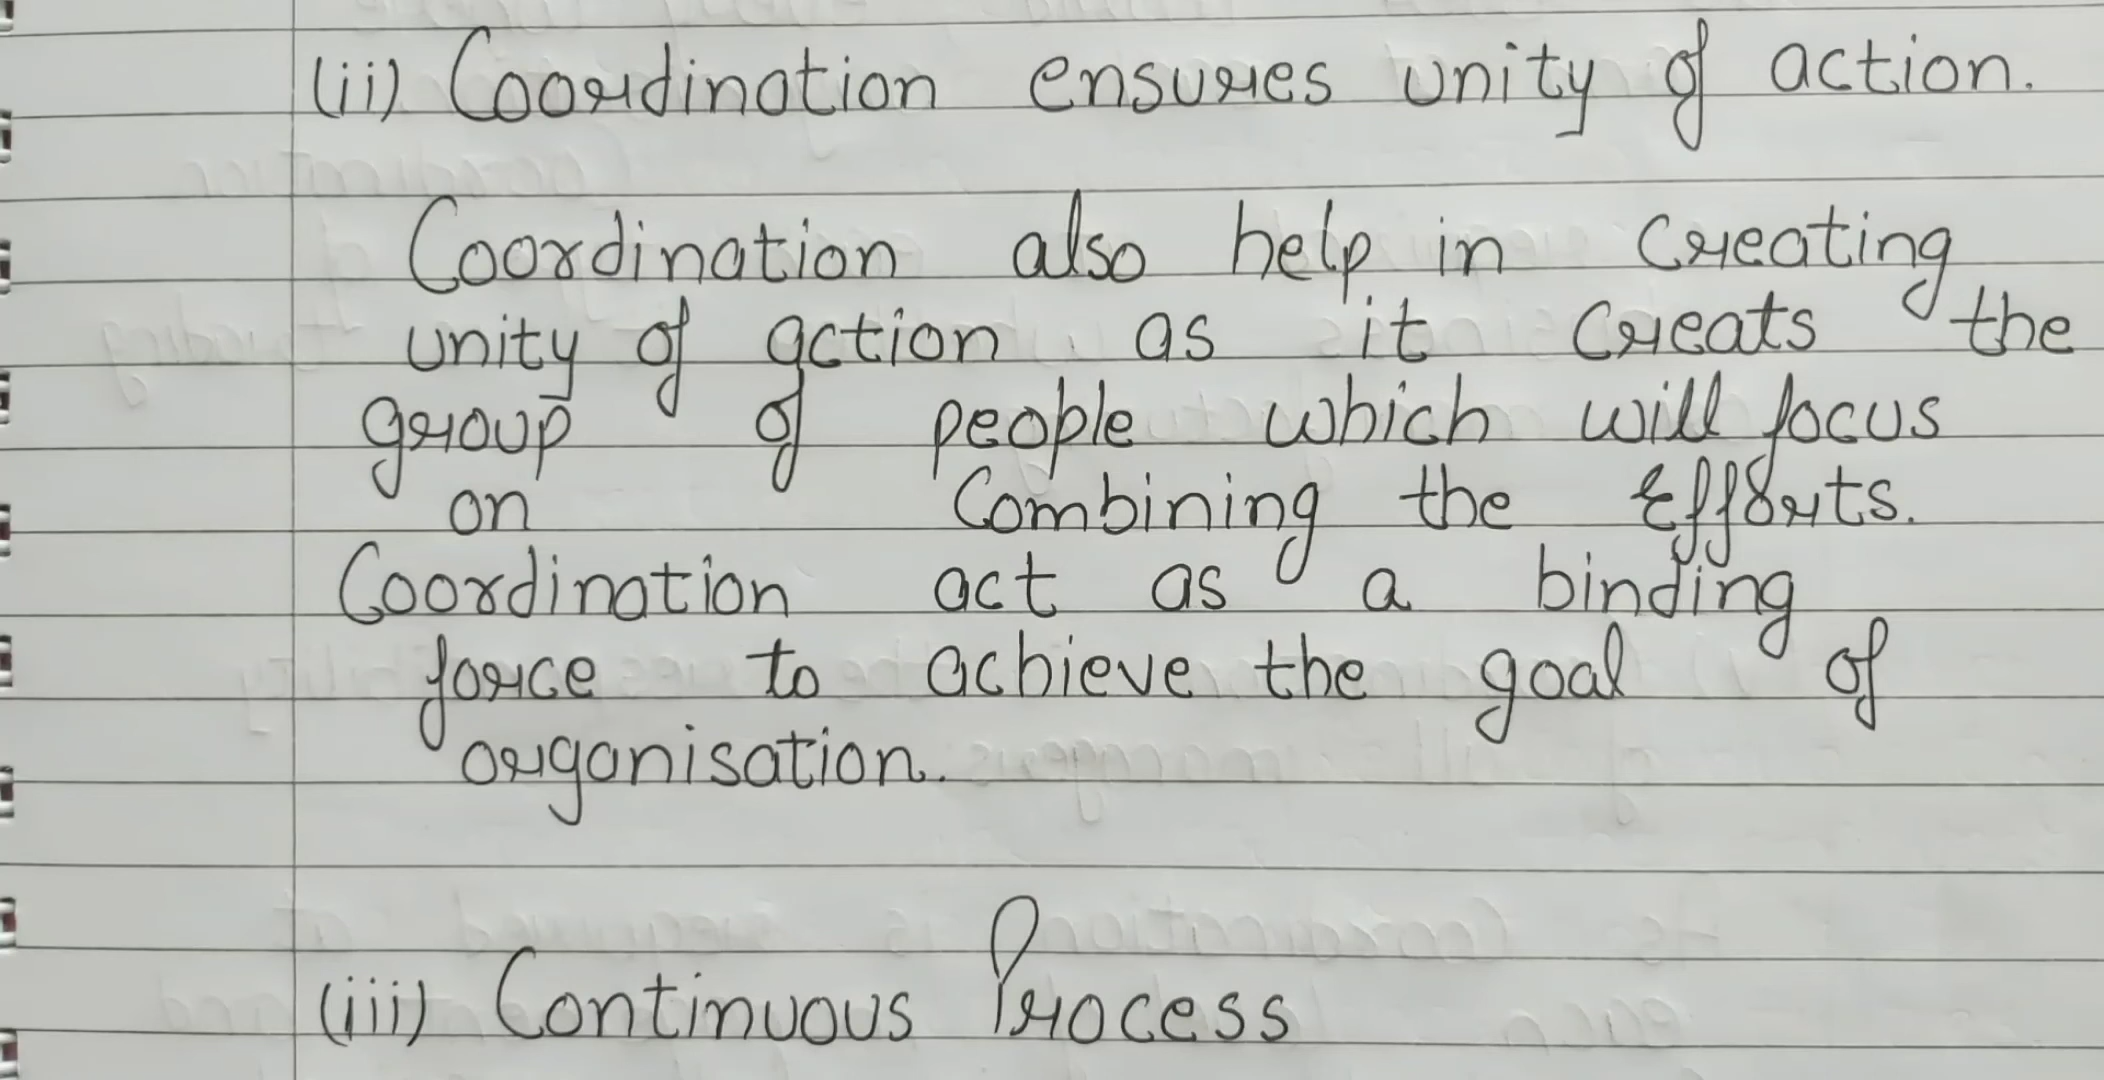 (ii) Coordination ensures unity of action.
Coordination also help in Creating
unity of action as it Creats the
group of people which will focus
on Combining the Efforts.
Coordination act as a binding
force to achieve the goal of
organisation.
(iii) Continuous Process